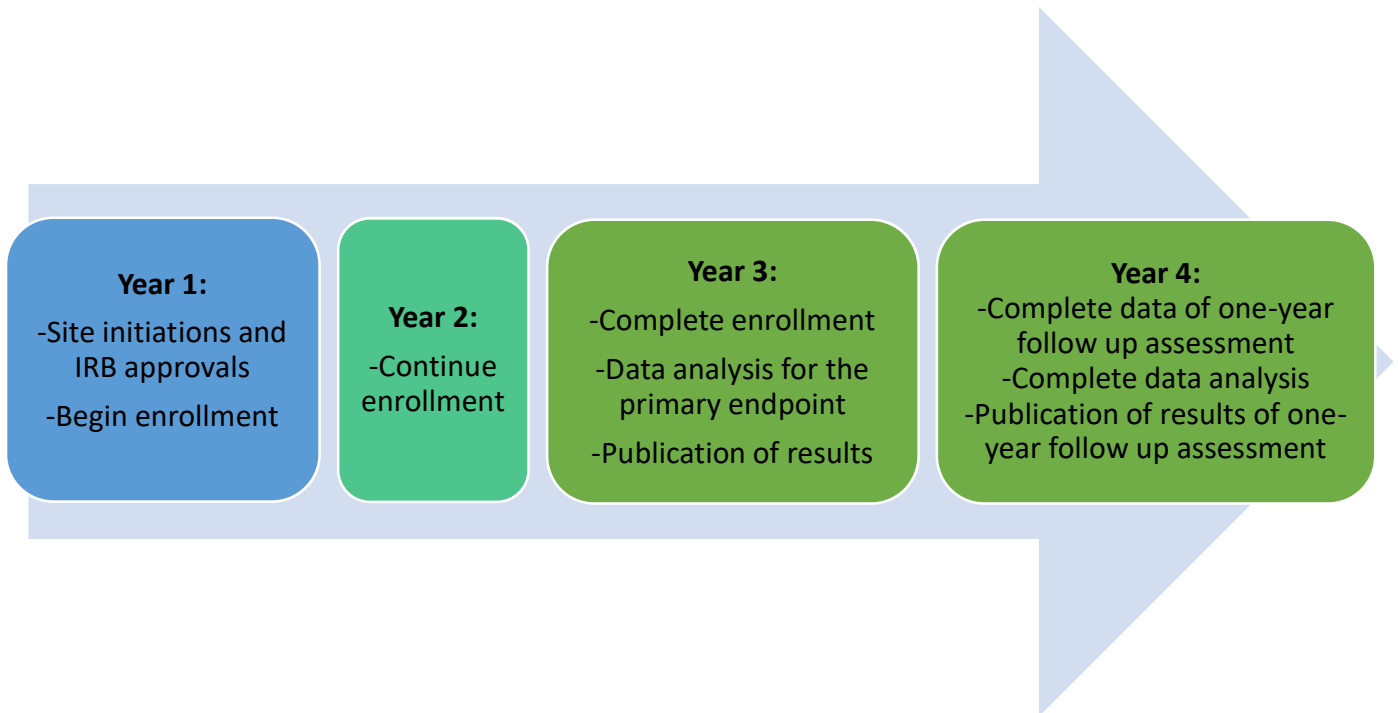 Year 1:
-Site initiations and
IRB approvals
-Begin enrollment
Year 2:
-Continue
enrollment
Year 3:
-Complete enrollment
-Data analysis for the
primary endpoint
-Publication of results
Year 4:
-Complete data of one-year
follow up assessment
-Complete data analysis
-Publication of results of one-
year follow up assessment